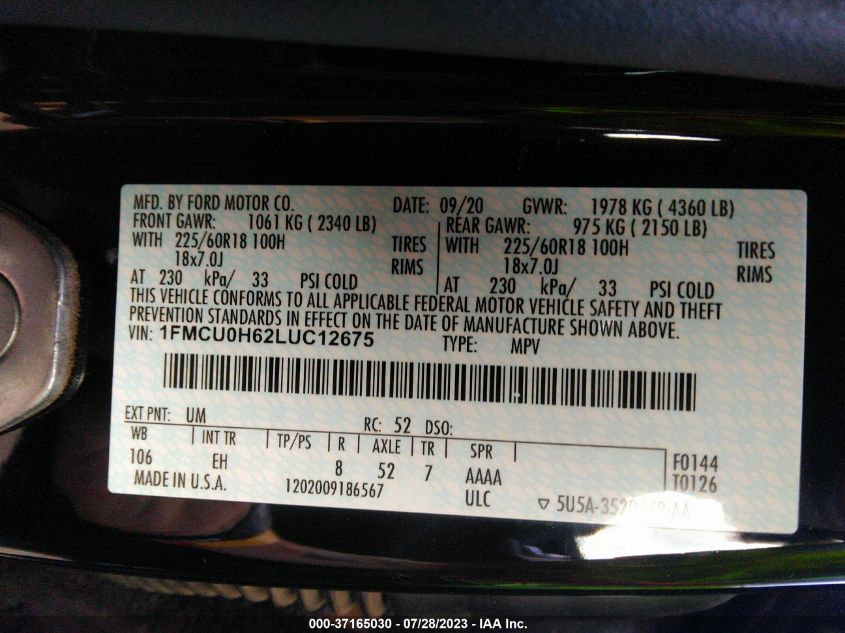 MFD. BY FORD MOTOR CO. DATE: 09/20 GVWR: 1978 KG ( 4360 LB)
FRONT GAWR: 1061 KG ( 2340 LB) REAR GAWR: 975 KG ( 2150 LB)
WITH 225/60R18 100H TIRES WITH 225/60R18 100H TIRES
18x7.0J RIMS 18x7.0J RIMS
AT 230 kPa/ 33 PSI COLD AT 230 kPa/ 33 PSI COLD
THIS VEHICLE CONFORMS TO ALL APPLICABLE FEDERAL MOTOR VEHICLE SAFETY AND THEFT
PREVENTION STANDARDS IN EFFECT ON THE DATE OF MANUFACTURE SHOWN ABOVE.
VIN: 1FMCU0H62LUC12675 TYPE: MPV
EXT PNT: UM RC: 52 DSO:
WB INT TR TP/PS R AXLE TR SPR
106 EH 8 52 7 AAAA F0144
MADE IN U.S.A. 1202009186567 ULC T0126
▽ 5U5A-
000-37165030 - 07/28/2023 - IAA Inc.